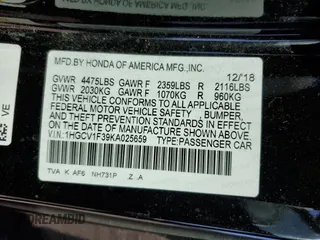 MFD.BY HONDA OF AMERICA MFG.,INC.
12/18
GVWR 4475LBS GAWR F 2359LBS R 2116LBS
GVWR 2030KG GAWR F 1070KG R 960KG
THIS VEHICLE CONFORMS TO ALL APPLICABLE
FEDERAL MOTOR VEHICLE SAFETY, BUMPER,
AND THEFT PREVENTION STANDARDS IN EFFECT
ON THE DATE OF MANUFACTURE SHOWN ABOVE.
V.I.N:1HGCV1F39KA025659 TYPE:PASSENGER CAR
TVA K AF6 NH731P Z .A
VE
DREAMBID